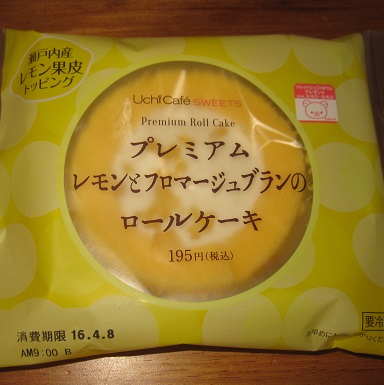 瀬戸内産
レモン果皮
トッピング
Uchi Café SWEETS
Premium Roll Cake
プレミアム
レモンとフロマージュブランの
ロールケーキ
195円(税込)
消費期限 16.4.8
AM9:00 B
要冷